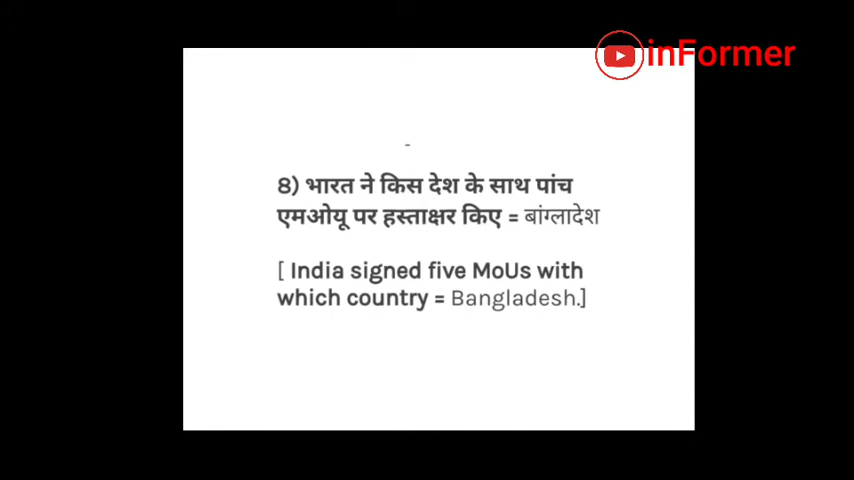 inFormer
-
8) भारत ने किस देश के साथ पांच
एमओयू पर हस्ताक्षर किए = बांग्लादेश
[ India signed five MoUs with
which country = Bangladesh.]